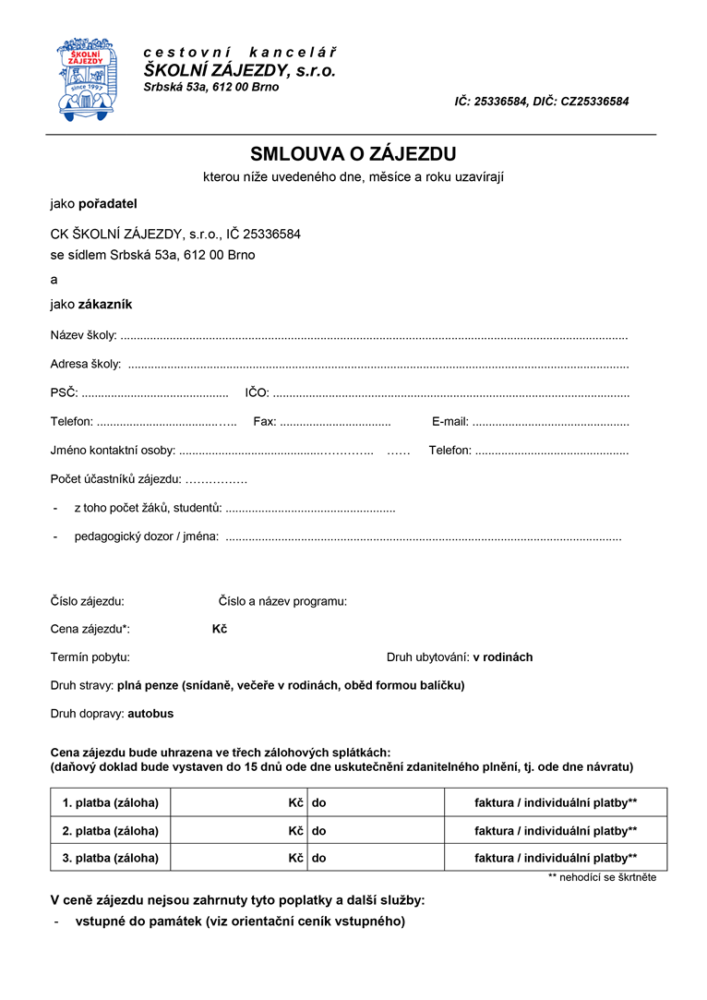 ŠKOLNÍ
ZÁJEZDY
since 1997
cestovní kancelář
ŠKOLNÍ ZÁJEZDY, s.r.o.
Srbská 53a, 612 00 Brno
IČ: 25336584, DIČ: CZ25336584
SMLOUVA O ZÁJEZDU
kterou níže uvedeného dne, měsíce a roku uzavírají
jako pořadatel
CK ŠKOLNÍ ZÁJEZDY, s.r.o., IČ 25336584
se sídlem Srbská 53a, 612 00 Brno
a
jako zákazník
Název školy: ..........................................................................................................................................................
Adresa školy: ........................................................................................................................................................
PSČ: ............................................. IČO: .............................................................................................................
Telefon: .....................................….. Fax: .................................. E-mail: ................................................
Jméno kontaktní osoby: ...........................................………….. …… Telefon: ...............................................
Počet účastníků zájezdu: …………….
- z toho počet žáků, studentů: ....................................................
- pedagogický dozor / jména: .........................................................................................................................
Číslo zájezdu: Číslo a název programu:
Cena zájezdu*: Kč
Termín pobytu: Druh ubytování: v rodinách
Druh stravy: plná penze (snídaně, večeře v rodinách, oběd formou balíčku)
Druh dopravy: autobus
Cena zájezdu bude uhrazena ve třech zálohových splátkách:
(daňový doklad bude vystaven do 15 dnů ode dne uskutečnění zdanitelného plnění, tj. ode dne návratu)
1. platba (záloha) Kč do faktura / individuální platby**
2. platba (záloha) Kč do faktura / individuální platby**
3. platba (záloha) Kč do faktura / individuální platby**
** nehodící se škrtněte
V ceně zájezdu nejsou zahrnuty tyto poplatky a další služby:
- vstupné do památek (viz orientační ceník vstupného)